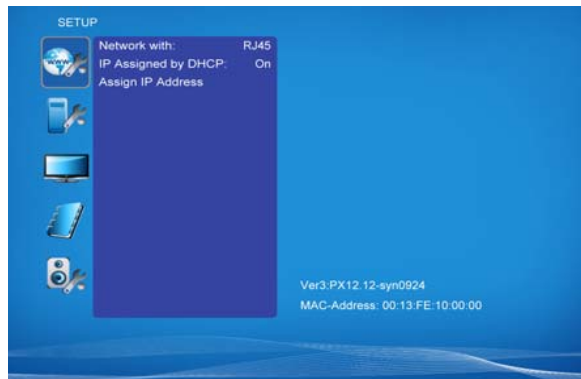 SETUP
Network with: RJ45
IP Assigned by DHCP: On
Assign IP Address
WWW
Ver3:PX12.12-syn0924
MAC-Address: 00:13:FE:10:00:00